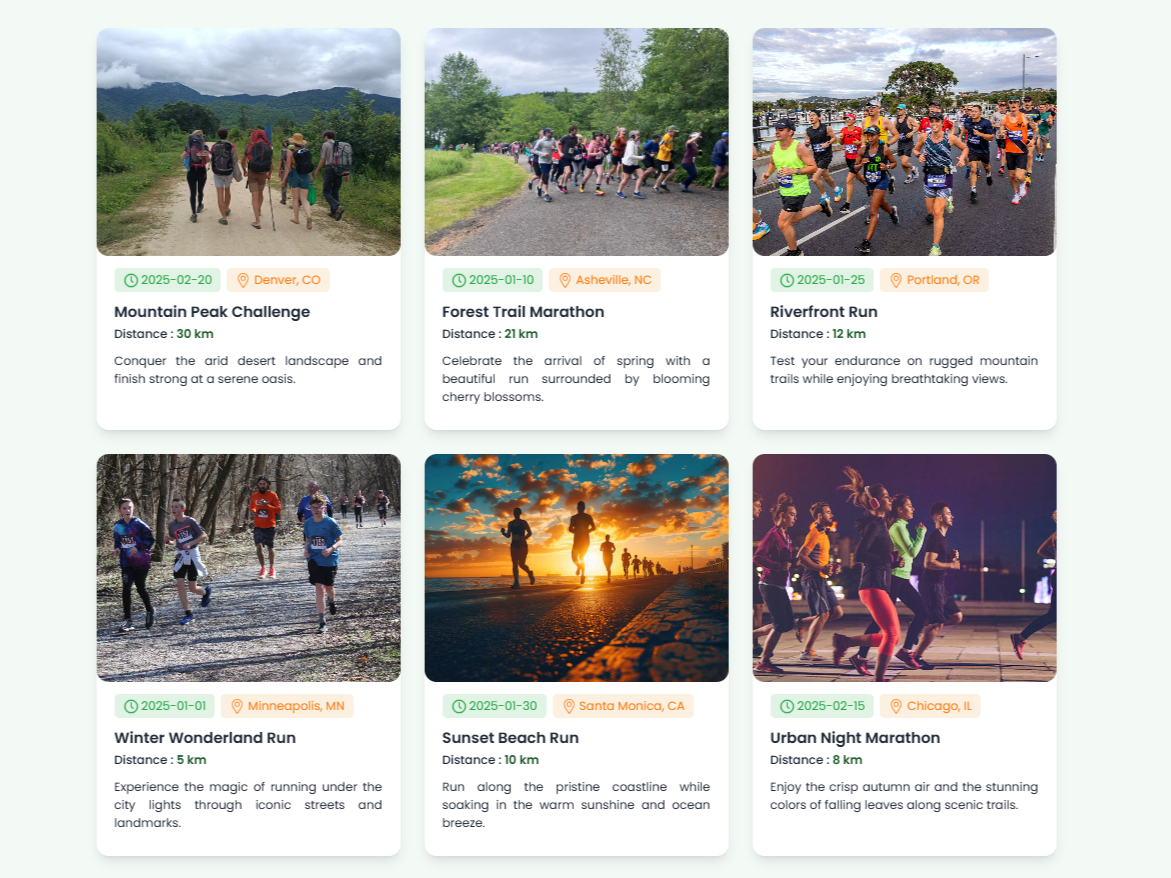 2025-02-20 Denver, CO
Mountain Peak Challenge
Distance : 30 km
Conquer the arid desert landscape and
finish strong at a serene oasis.
2025-01-10 Asheville, NC
Forest Trail Marathon
Distance : 21 km
Celebrate the arrival of spring with a
beautiful run surrounded by blooming
cherry blossoms.
2025-01-25 Portland, OR
Riverfront Run
Distance : 12 km
Test your endurance on rugged mountain
trails while enjoying breathtaking views.
2025-01-01 Minneapolis, MN
Winter Wonderland Run
Distance : 5 km
Experience the magic of running under the
city lights through iconic streets and
landmarks.
2025-01-30 Santa Monica, CA
Sunset Beach Run
Distance : 10 km
Run along the pristine coastline while
soaking in the warm sunshine and ocean
breeze.
2025-02-15 Chicago, IL
Urban Night Marathon
Distance : 8 km
Enjoy the crisp autumn air and the stunning
colors of falling leaves along scenic trails.